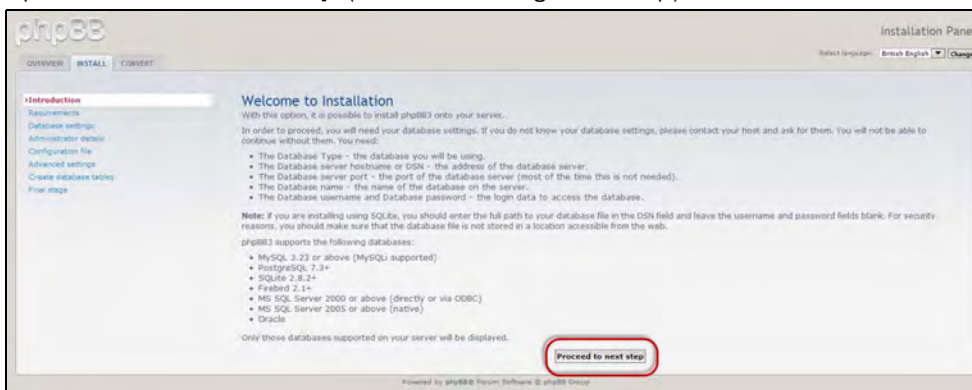 phpBB
Installation Pane
Select language: British English Change
OVERVIEW INSTALL CONVERT
Introduction
Requirements
Database settings
Administrator details
Configuration file
Advanced settings
Create database tables
Final stage
Welcome to Installation
With this option, it is possible to install phpBB3 onto your server.
In order to proceed, you will need your database settings. If you do not know your database settings, please contact your host and ask for them. You will not be able to
continue without them. You need:
• The Database Type - the database you will be using.
• The Database server hostname or DSN - the address of the database server.
• The Database server port - the port of the database server (most of the time this is not needed).
• The Database name - the name of the database on the server.
• The Database username and Database password - the login data to access the database.
Note: if you are installing using SQLite, you should enter the full path to your database file in the DSN field and leave the username and password fields blank. For security
reasons, you should make sure that the database file is not stored in a location accessible from the web.
phpBB3 supports the following databases:
• MySQL 3.23 or above (MySQLi supported)
• PostgreSQL 7.3+
• SQLite 2.8.2+
• Firebird 2.1+
• MS SQL Server 2000 or above (directly or via ODBC)
• MS SQL Server 2005 or above (native)
• Oracle
Only those databases supported on your server will be displayed.
Proceed to next step
Powered by phpBB® Forum Software © phpBB Group